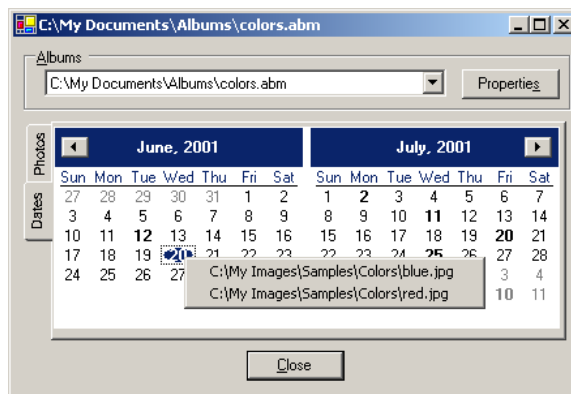 C:\My Documents\Albums\colors.abm
Albums
C:\My Documents\Albums\colors.abm Properties
Photos
Dates
June, 2001 July, 2001
Sun Mon Tue Wed Thu Fri Sat Sun Mon Tue Wed Thu Fri Sat
27 28 29 30 31 1 2 1 2 3 4 5 6 7
3 4 5 6 7 8 9 8 9 10 11 12 13 14
10 11 12 13 14 15 16 15 16 17 18 19 20 21
17 18 19 20 21 22 23 22 23 24 25 26 27 28
24 25 26 27 3 4
C:\My Images\Samples\Colors\blue.jpg
C:\My Images\Samples\Colors\red.jpg
10 11
Close